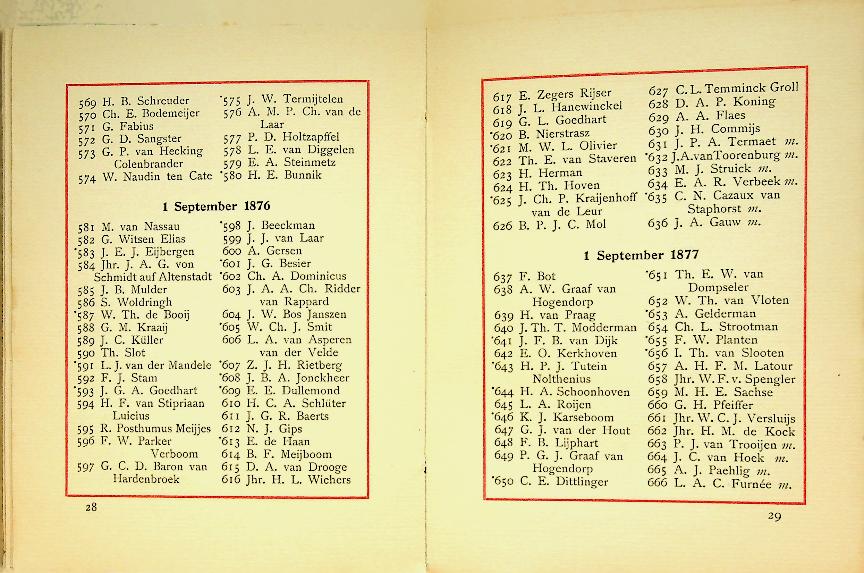 569 H. B. Schreuder
570 Ch. E. Bodemeijer
571 G. Fabius
572 G. D. Sangster
573 G. P. van Hecking
Colenbrander
574 W. Naudin ten Cate
*575 J. W. Termijtelen
576 A. M. P. Ch. van de
Laar
577 P. D. Holtzapffel
578 L. E. van Diggelen
579 E. A. Steinmetz
*580 H. E. Bunnik
1 September 1876
581 M. van Nassau
582 G. Witsen Elias
*583 J. E. J. Eijbergen
584 Jhr. J. A. G. von
Schmidt auf Altenstadt
585 J. B. Mulder
586 S. Woldringh
*587 W. Th. de Booij
588 G. M. Kraaij
589 J. C. Küller
590 Th. Slot
*591 L. J. van der Mandele
592 F. J. Stam
*593 J. G. A. Goedhart
594 H. F. van Stipriaan
Luicius
595 R. Posthumus Meijjes
596 F. W. Parker
Verboom
597 G. C. D. Baron van
Hardenbroek
*598 J. Beeckman
599 J. J. van Laar
600 A. Gersen
*601 J. G. Besier
*602 Ch. A. Dominicus
603 J. A. A. Ch. Ridder
van Rappard
604 J. W. Bos Janszen
*605 W. Ch. J. Smit
606 L. A. van Asperen
van der Velde
*607 Z. J. H. Rietberg
*608 J. B. A. Jonckheer
*609 E. E. Dullemond
610 H. C. A. Schlüter
611 J. G. R. Baerts
612 N. J. Gips
*613 E. de Haan
614 B. F. Meijboom
615 D. A. van Drooge
616 Jhr. H. L. Wichers
28
617 E. Zegers Rijser
618 J. L. Hanewinckel
619 G. L. Goedhart
*620 B. Nierstrasz
*621 M. W. L. Olivier
622 Th. E. van Staveren
623 H. Herman
624 H. Th. Hoven
*625 J. Ch. P. Kraijenhoff
van de Leur
626 B. P. J. C. Mol
627 C. L. Temminck Groll
628 D. A. P. Koning
629 A. A. Flaes
630 J. H. Commijs
631 J. P. A. Termaet m.
*632 J.A.vanToorenburg m.
633 M. J. Struick m.
634 E. A. R. Verbeek m.
*635 C. N. Cazaux van
Staphorst m.
636 J. A. Gauw m.
1 September 1877
637 F. Bot
638 A. W. Graaf van
Hogendorp
639 H. van Praag
640 J. Th. T. Modderman
*641 J. F. B. van Dijk
642 E. O. Kerkhoven
*643 H. P. J. Tutein
Nolthenius
*644 H. A. Schoonhoven
645 L. A. Roijen
*646 K. J. Karseboom
647 G. J. van der Hout
648 F. B. Lijphart
649 P. G. J. Graaf van
Hogendorp
*650 C. E. Dittlinger
*651 Th. E. W. van
Dompseler
652 W. Th. van Vloten
*653 A. Gelderman
654 Ch. L. Strootman
*655 F. W. Planten
*656 I. Th. van Slooten
657 A. H. F. M. Latour
658 Jhr. W. F. v. Spengler
659 M. H. E. Sachse
660 G. H. Pfeiffer
661 Jhr. W. C. J. Versluijs
662 Jhr. H. M. de Kock
663 P. J. van Trooijen m.
664 J. C. van Hoek m.
665 A. J. Paehlig m.
666 L. A. C. Furnée m.
29